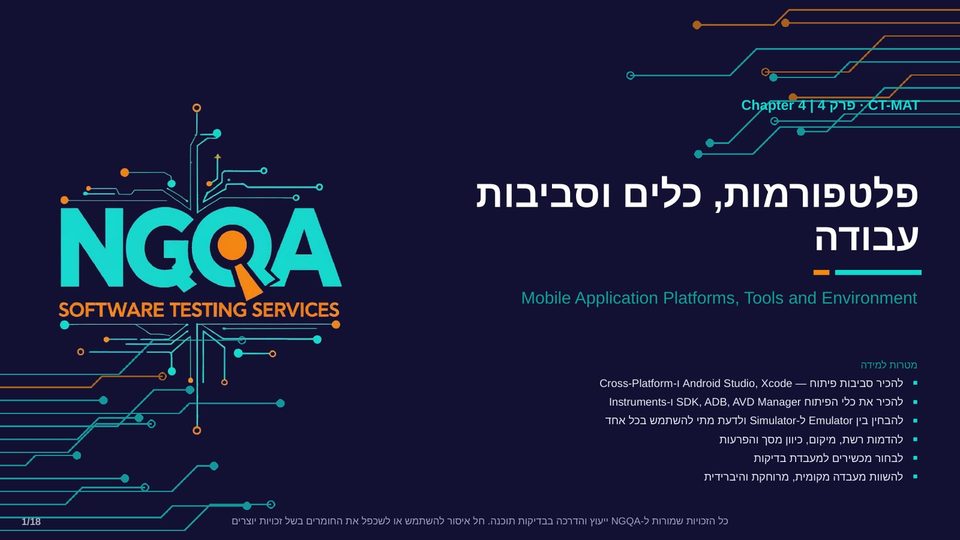 CT-MAT · פרק 4 | Chapter 4
פלטפורמות, כלים וסביבות
עבודה
Mobile Application Platforms, Tools and Environment
NGQA
SOFTWARE TESTING SERVICES
מטרות למידה
להכיר סביבות פיתוח — Android Studio, Xcode ו-Cross-Platform
להכיר את כלי הפיתוח SDK, ADB, AVD Manager ו-Instruments
להבחין בין Emulator ל-Simulator ולדעת מתי להשתמש בכל אחד
להדמות רשת, מיקום, כיוון מסך והפרעות
לבחור מכשירים למעבדת בדיקות
להשוות מעבדה מקומית, מרוחקת והיברידית
כל הזכויות שמורות ל-NGQA ייעוץ והדרכה בבדיקות תוכנה. חל איסור להשתמש או לשכפל את החומרים בשל זכויות יוצרים
1/18